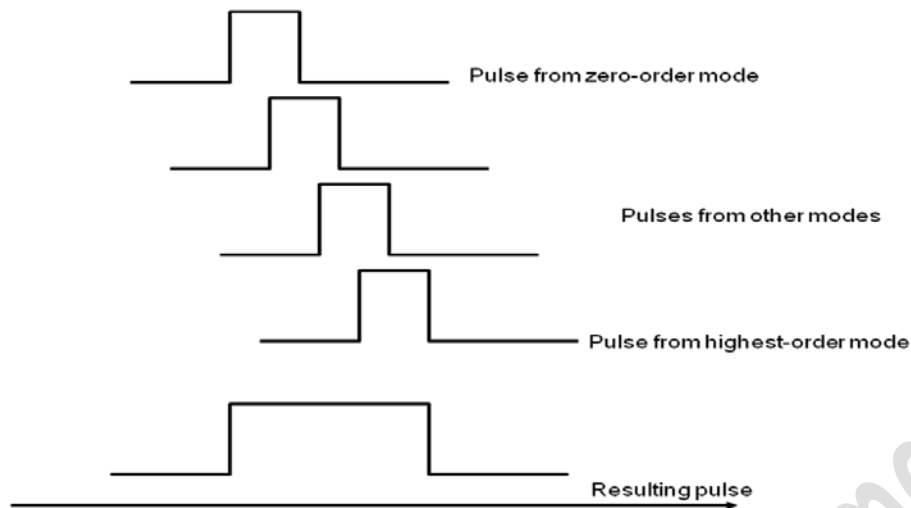 Pulse from zero-order mode
Pulses from other modes
Pulse from highest-order mode
Resulting pulse